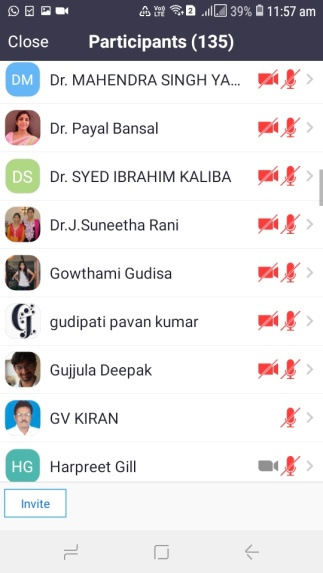 39% 11:57 am
Close Participants (135)
DM Dr. MAHENDRA SINGH YA...
Dr. Payal Bansal
DS Dr. SYED IBRAHIM KALIBA
Dr.J.Suneetha Rani
Gowthami Gudisa
gudipati pavan kumar
Gujjula Deepak
GV KIRAN
HG Harpreet Gill
Invite